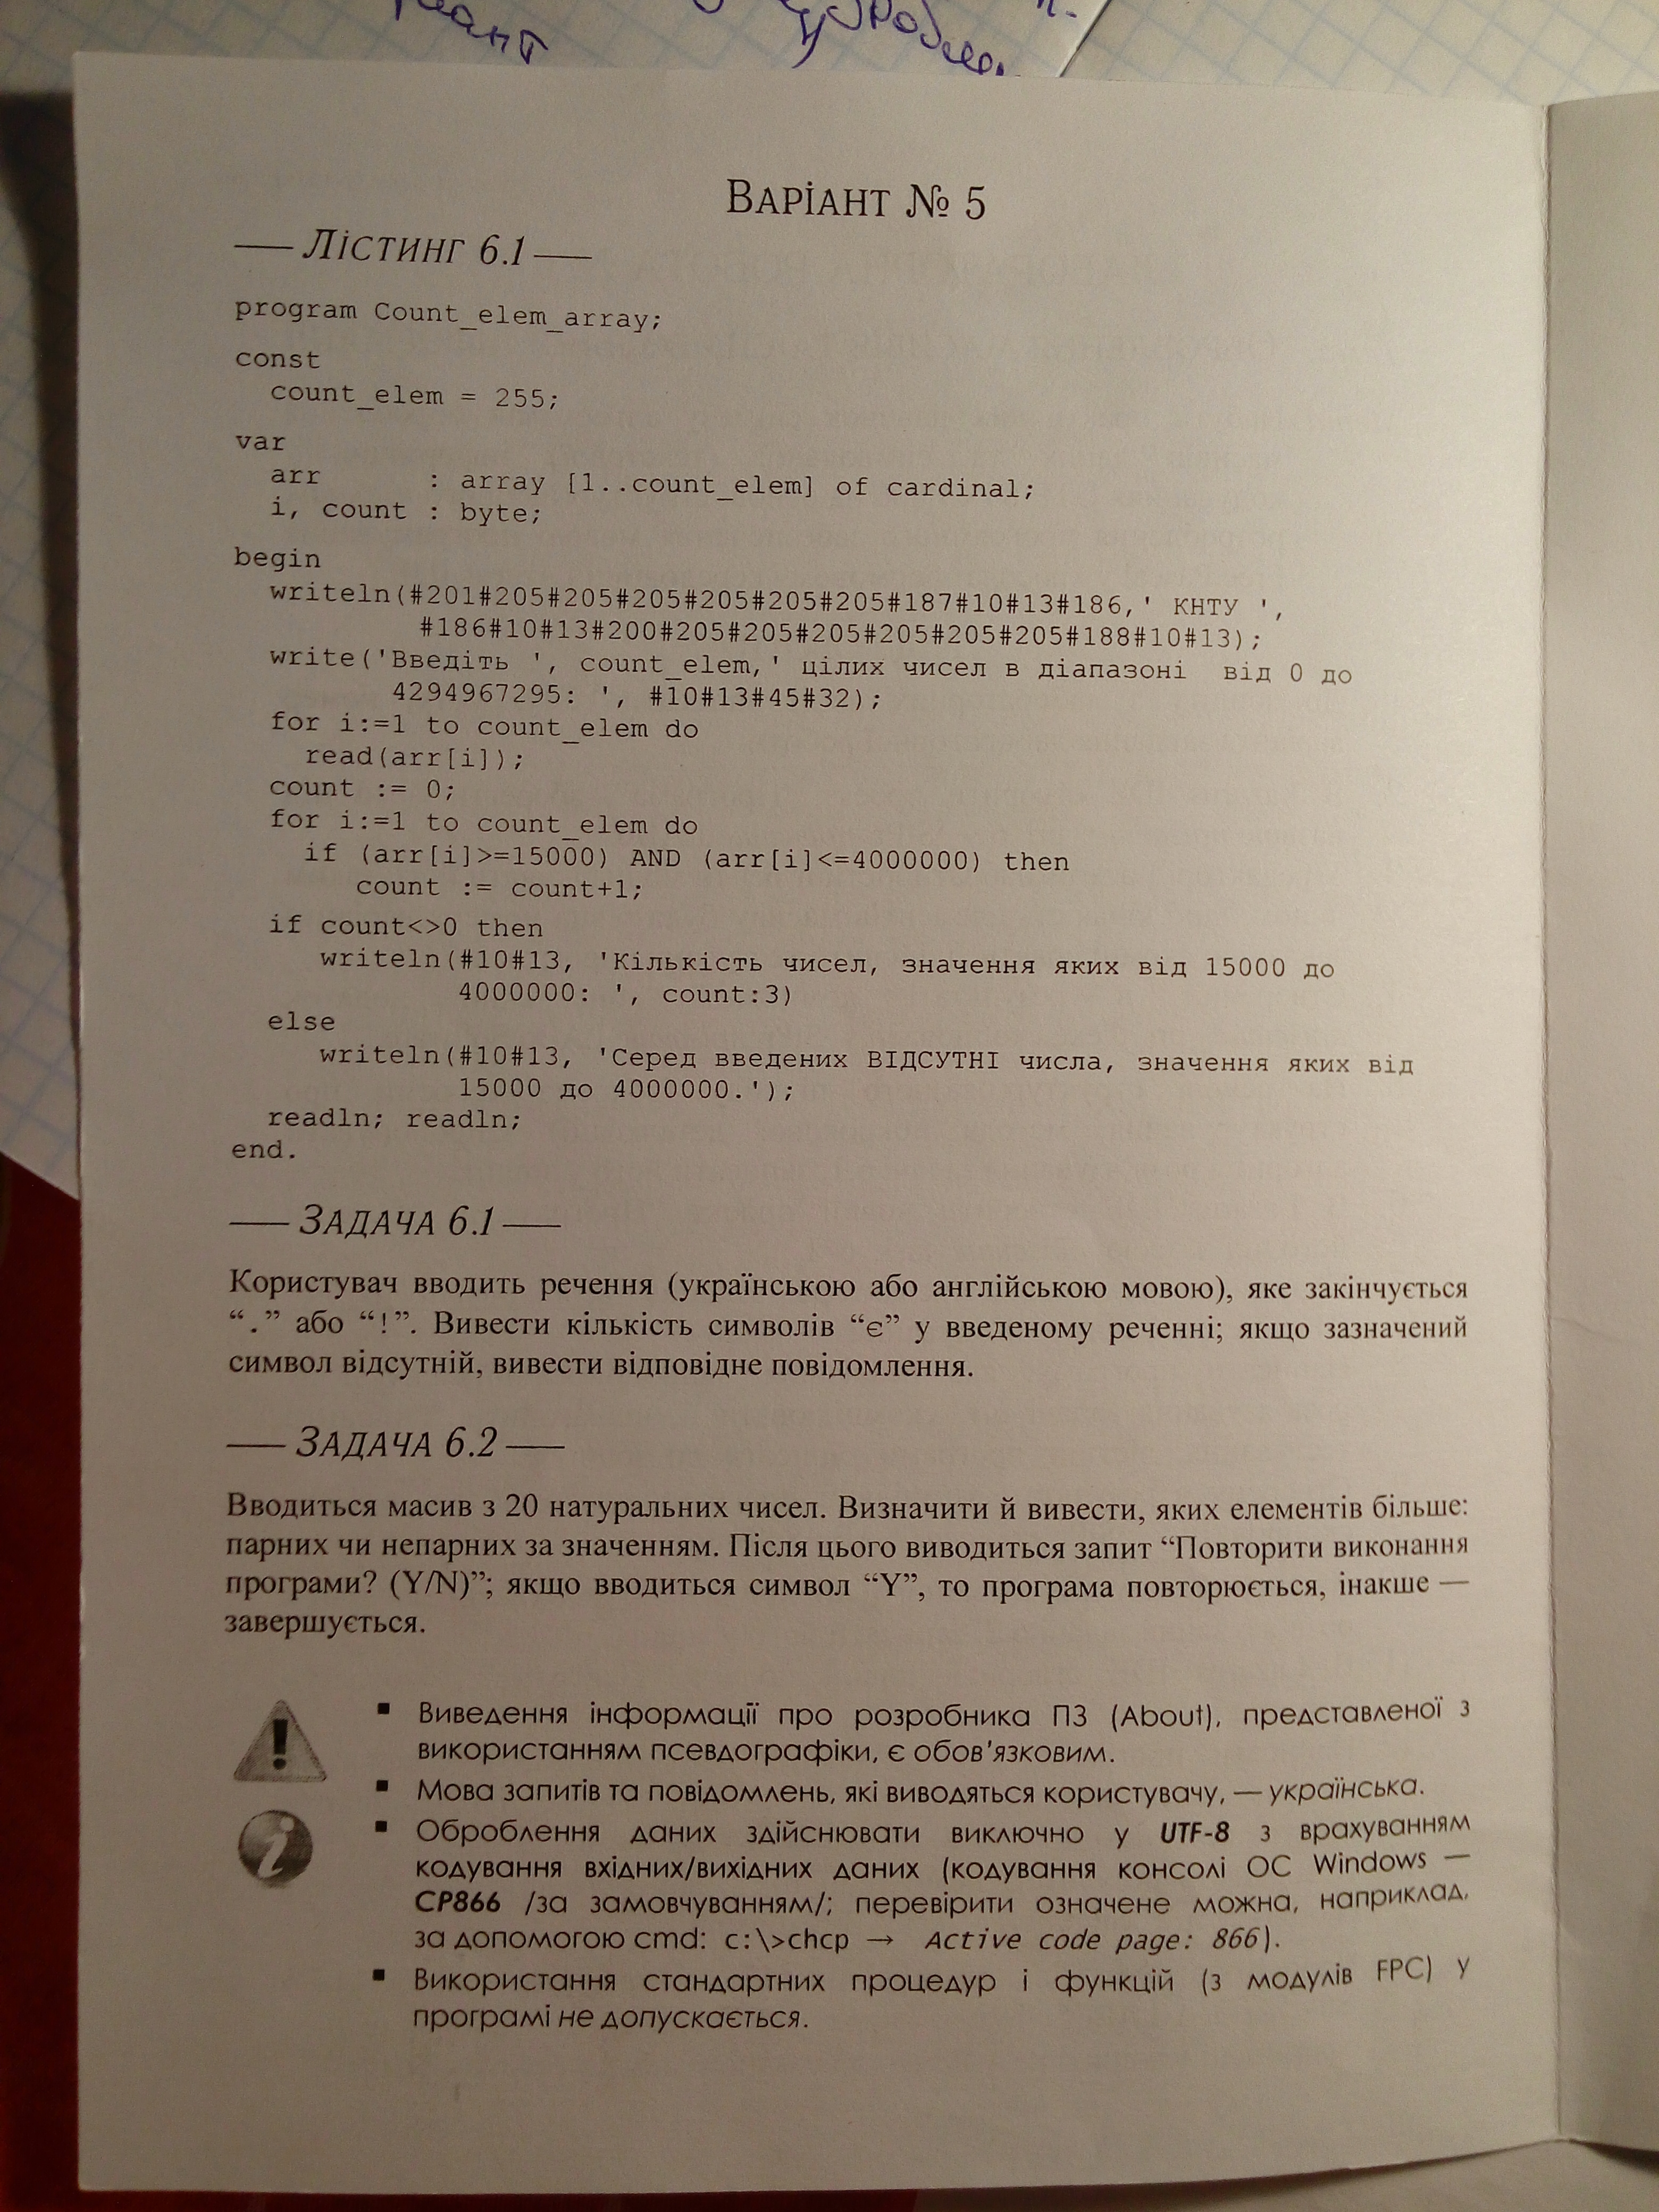 Варіант № 5
— Лістинг 6.1 —
program Count_elem_array;
const
count_elem = 255;
var
arr : array [1..count_elem] of cardinal;
i, count : byte;
begin
writeln(#201#205#205#205#205#205#205#187#10#13#186,' КНТУ ',
#186#10#13#200#205#205#205#205#205#205#188#10#13);
write('Введіть ', count_elem,' цілих чисел в діапазоні від 0 до
4294967295: ', #10#13#45#32);
for i:=1 to count_elem do
read(arr[i]);
count := 0;
for i:=1 to count_elem do
if (arr[i]>=15000) AND (arr[i]<=4000000) then
count := count+1;
if count<>0 then
writeln(#10#13, 'Кількість чисел, значення яких від 15000 до
4000000: ', count:3)
else
writeln(#10#13, 'Серед введених ВІДСУТНІ числа, значення яких від
15000 до 4000000.');
readln; readln;
end.
— Задача 6.1 —
Користувач вводить речення (українською або англійською мовою), яке закінчується
“.” або “!”. Вивести кількість символів “є” у введеному реченні; якщо зазначений
символ відсутній, вивести відповідне повідомлення.
— Задача 6.2 —
Вводиться масив з 20 натуральних чисел. Визначити й вивести, яких елементів більше:
парних чи непарних за значенням. Після цього виводиться запит “Повторити виконання
програми? (Y/N)”; якщо вводиться символ “Y”, то програма повторюється, інакше —
завершується.
▪ Виведення інформації про розробника ПЗ (About), представленої з
використанням псевдографіки, є обов’язковим.
▪ Мова запитів та повідомлень, які виводяться користувачу, — українська.
▪ Оброблення даних здійснювати виключно у UTF-8 з врахуванням
кодування вхідних/вихідних даних (кодування консолі ОС Windows —
CP866 /за замовчуванням/; перевірити означене можна, наприклад,
за допомогою cmd: c:\>chcp → Active code page: 866).
▪ Використання стандартних процедур і функцій (з модулів FPC) у
програмі не допускається.